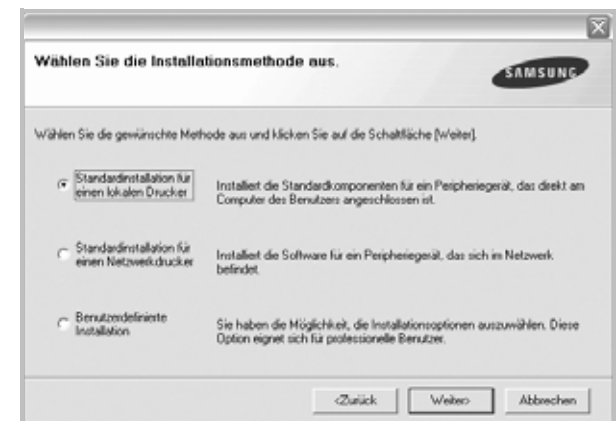 Wählen Sie die Installationsmethode aus.
SAMSUNG
Wählen Sie die gewünschte Methode aus und klicken Sie auf die Schaltfläche [Weiter].
Standardinstallation für
einen lokalen Drucker
Installiert die Standardkomponenten für ein Peripheriegerät, das direkt am
Computer des Benutzers angeschlossen ist.
Standardinstallation für
einen Netzwerkdrucker
Installiert die Software für ein Peripheriegerät, das sich im Netzwerk
befindet.
Benutzerdefinierte
Installation
Sie haben die Möglichkeit, die Installationsoptionen auszuwählen. Diese
Option eignet sich für professionelle Benutzer.
<Zurück
Weiter>
Abbrechen